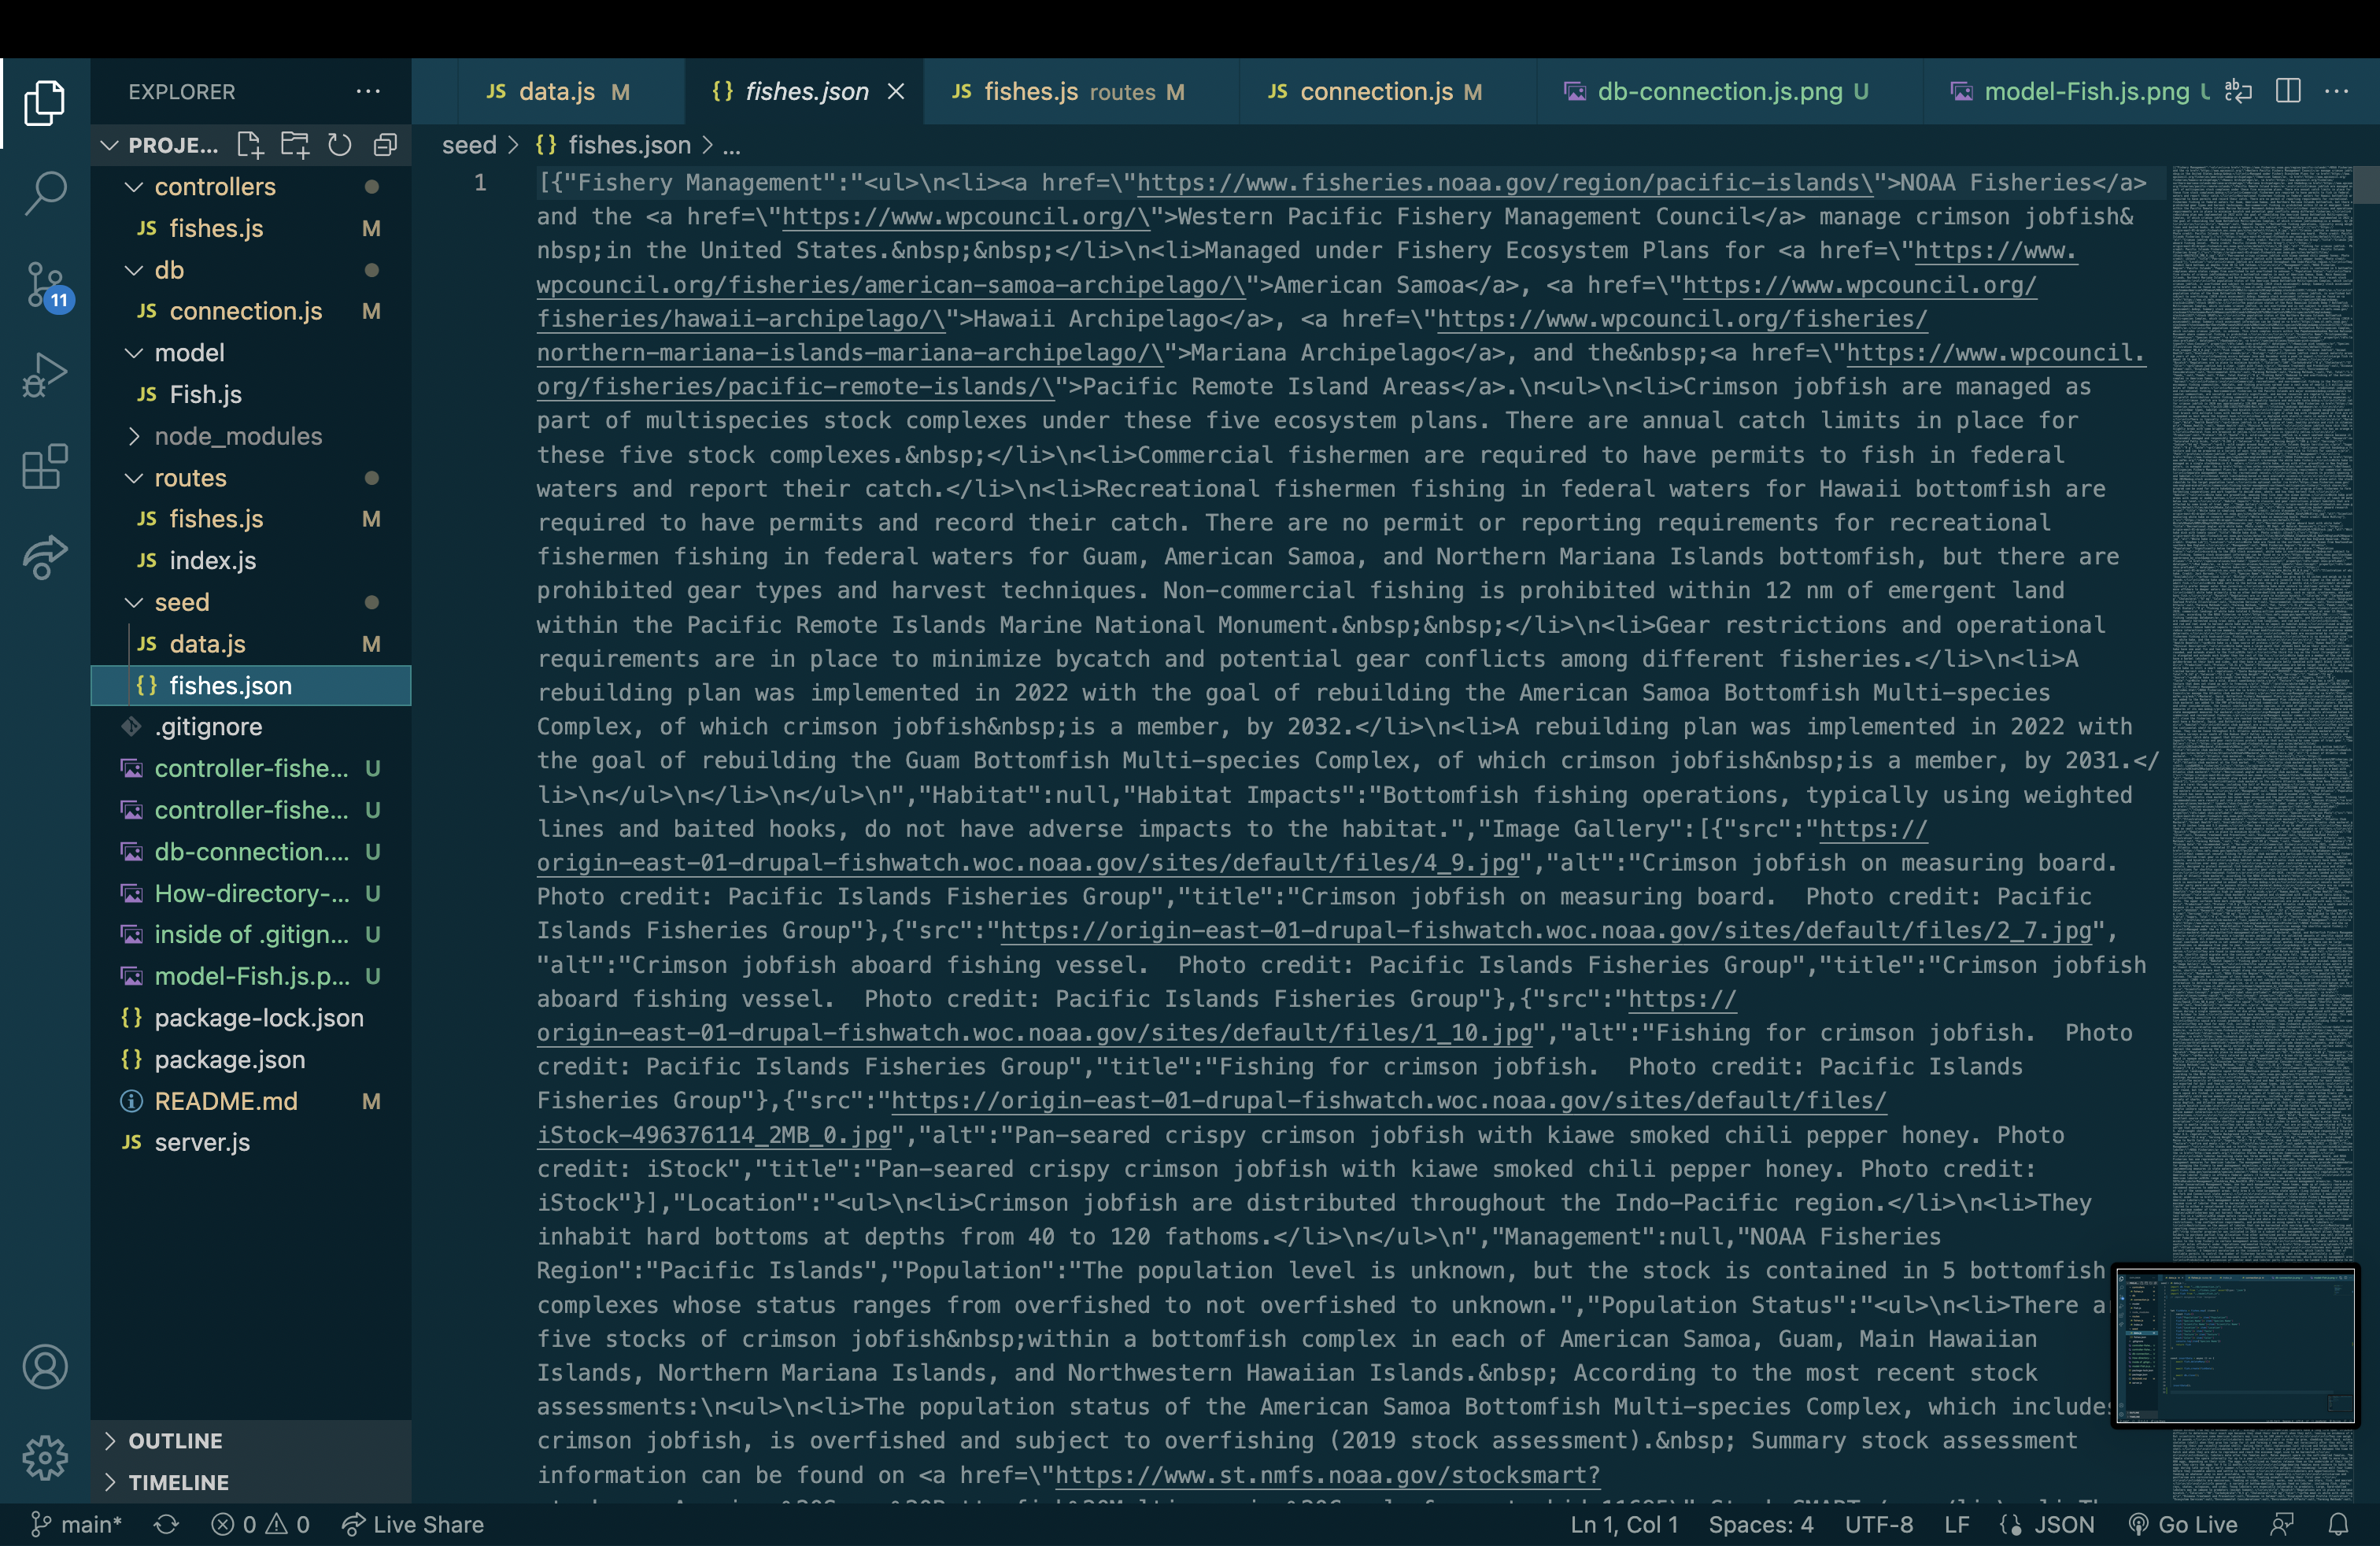 EXPLORER
PROJE...
controllers
JS fishes.js M
db
JS connection.js M
model
JS Fish.js
node_modules
routes
JS fishes.js M
JS index.js
seed
JS data.js M
{} fishes.json
.gitignore
controller-fishe... U
controller-fishe... U
db-connection.... U
How-directory-... U
inside of .gitign... U
model-Fish.js.p... U
{} package-lock.json
{} package.json
README.md M
JS server.js
OUTLINE
TIMELINE
11
JS data.js M
{} fishes.json
JS fishes.js routes M
JS connection.js M
db-connection.js.png U
model-Fish.js.png
seed > {} fishes.json > ...
1
[{"Fishery Management":"<ul>\n<li><a href=\"https://www.fisheries.noaa.gov/region/pacific-islands\">NOAA Fisheries</a>
and the <a href=\"https://www.wpcouncil.org/\">Western Pacific Fishery Management Council</a> manage crimson jobfish&
nbsp;in the United States.&nbsp;&nbsp;</li>\n<li>Managed under Fishery Ecosystem Plans for <a href=\"https://www.
wpcouncil.org/fisheries/american-samoa-archipelago/\">American Samoa</a>, <a href=\"https://www.wpcouncil.org/
fisheries/hawaii-archipelago/\">Hawaii Archipelago</a>, <a href=\"https://www.wpcouncil.org/fisheries/
northern-mariana-islands-mariana-archipelago/\">Mariana Archipelago</a>, and the&nbsp;<a href=\"https://www.wpcouncil.
org/fisheries/pacific-remote-islands/\">Pacific Remote Island Areas</a>.\n<ul>\n<li>Crimson jobfish are managed as
part of multispecies stock complexes under these five ecosystem plans. There are annual catch limits in place for
these five stock complexes.&nbsp;</li>\n<li>Commercial fishermen are required to have permits to fish in federal
waters and report their catch.</li>\n<li>Recreational fishermen fishing in federal waters for Hawaii bottomfish are
required to have permits and record their catch. There are no permit or reporting requirements for recreational
fishermen fishing in federal waters for Guam, American Samoa, and Northern Mariana Islands bottomfish, but there are
prohibited gear types and harvest techniques. Non-commercial fishing is prohibited within 12 nm of emergent land
within the Pacific Remote Islands Marine National Monument.&nbsp;&nbsp;</li>\n<li>Gear restrictions and operational
requirements are in place to minimize bycatch and potential gear conflicts among different fisheries.</li>\n<li>A
rebuilding plan was implemented in 2022 with the goal of rebuilding the American Samoa Bottomfish Multi-species
Complex, of which crimson jobfish&nbsp;is a member, by 2032.</li>\n<li>A rebuilding plan was implemented in 2022 with
the goal of rebuilding the Guam Bottomfish Multi-species Complex, of which crimson jobfish&nbsp;is a member, by 2031.</
li>\n</ul>\n</li>\n</ul>\n","Habitat":null,"Habitat Impacts":"Bottomfish fishing operations, typically using weighted
lines and baited hooks, do not have adverse impacts to the habitat.","Image Gallery":[{"src":"https://
origin-east-01-drupal-fishwatch.woc.noaa.gov/sites/default/files/4_9.jpg","alt":"Crimson jobfish on measuring board.
Photo credit: Pacific Islands Fisheries Group","title":"Crimson jobfish on measuring board.  Photo credit: Pacific
Islands Fisheries Group"},{"src":"https://origin-east-01-drupal-fishwatch.woc.noaa.gov/sites/default/files/2_7.jpg",
"alt":"Crimson jobfish aboard fishing vessel.  Photo credit: Pacific Islands Fisheries Group","title":"Crimson jobfish
aboard fishing vessel.  Photo credit: Pacific Islands Fisheries Group"},{"src":"https://
origin-east-01-drupal-fishwatch.woc.noaa.gov/sites/default/files/1_10.jpg","alt":"Fishing for crimson jobfish.  Photo
credit: Pacific Islands Fisheries Group","title":"Fishing for crimson jobfish.  Photo credit: Pacific Islands
Fisheries Group"},{"src":"https://origin-east-01-drupal-fishwatch.woc.noaa.gov/sites/default/files/
iStock-496376114_2MB_0.jpg","alt":"Pan-seared crispy crimson jobfish with kiawe smoked chili pepper honey. Photo
credit: iStock","title":"Pan-seared crispy crimson jobfish with kiawe smoked chili pepper honey. Photo credit:
iStock"}],"Location":"<ul>\n<li>Crimson jobfish are distributed throughout the Indo-Pacific region.</li>\n<li>They
inhabit hard bottoms at depths from 40 to 120 fathoms.</li>\n</ul>\n","Management":null,"NOAA Fisheries
Region":"Pacific Islands","Population":"The population level is unknown, but the stock is contained in 5 bottomfish
complexes whose status ranges from overfished to not overfished to unknown.","Population Status":"<ul>\n<li>There
five stocks of crimson jobfish&nbsp;within a bottomfish complex in each of American Samoa, Guam, Main Hawaiian
Islands, Northern Mariana Islands, and Northwestern Hawaiian Islands.&nbsp; According to the most recent stock
assessments:\n<ul>\n<li>The population status of the American Samoa Bottomfish Multi-species Complex, which includes
crimson jobfish, is overfished and subject to overfishing (2019 stock assessment).&nbsp; Summary stock assessment
information can be found on <a href=\"https://www.st.nmfs.noaa.gov/stocksmart?
main* 0 0 Live Share Ln 1, Col 1 Spaces: 4 UTF-8 LF {} JSON Go Live